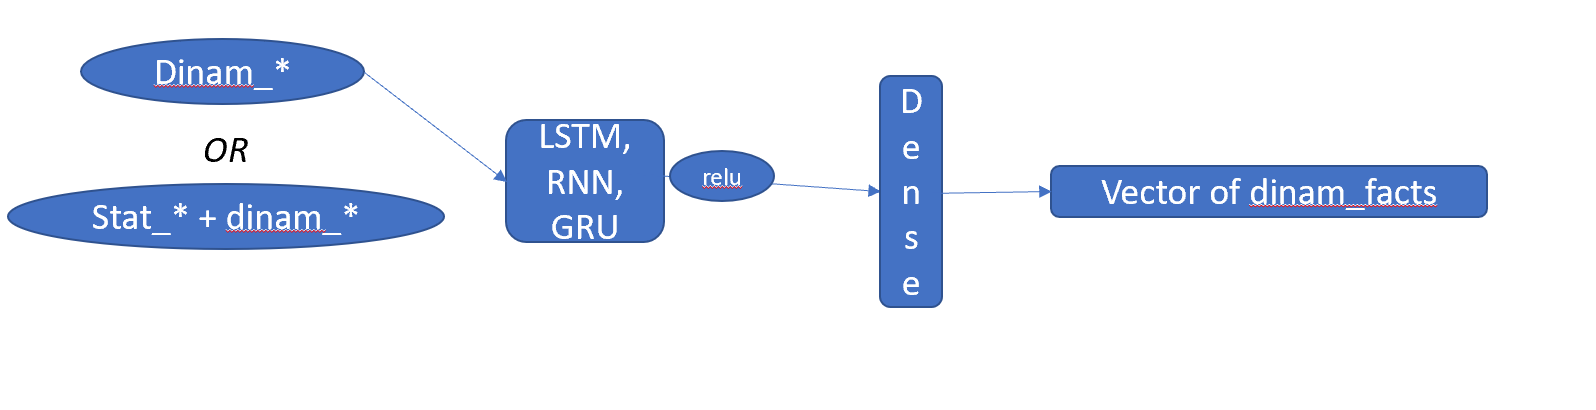 Dinam_*
OR
Stat_* + dinam_*
LSTM,
RNN,
GRU
relu
D
e
n
s
e
Vector of dinam_facts